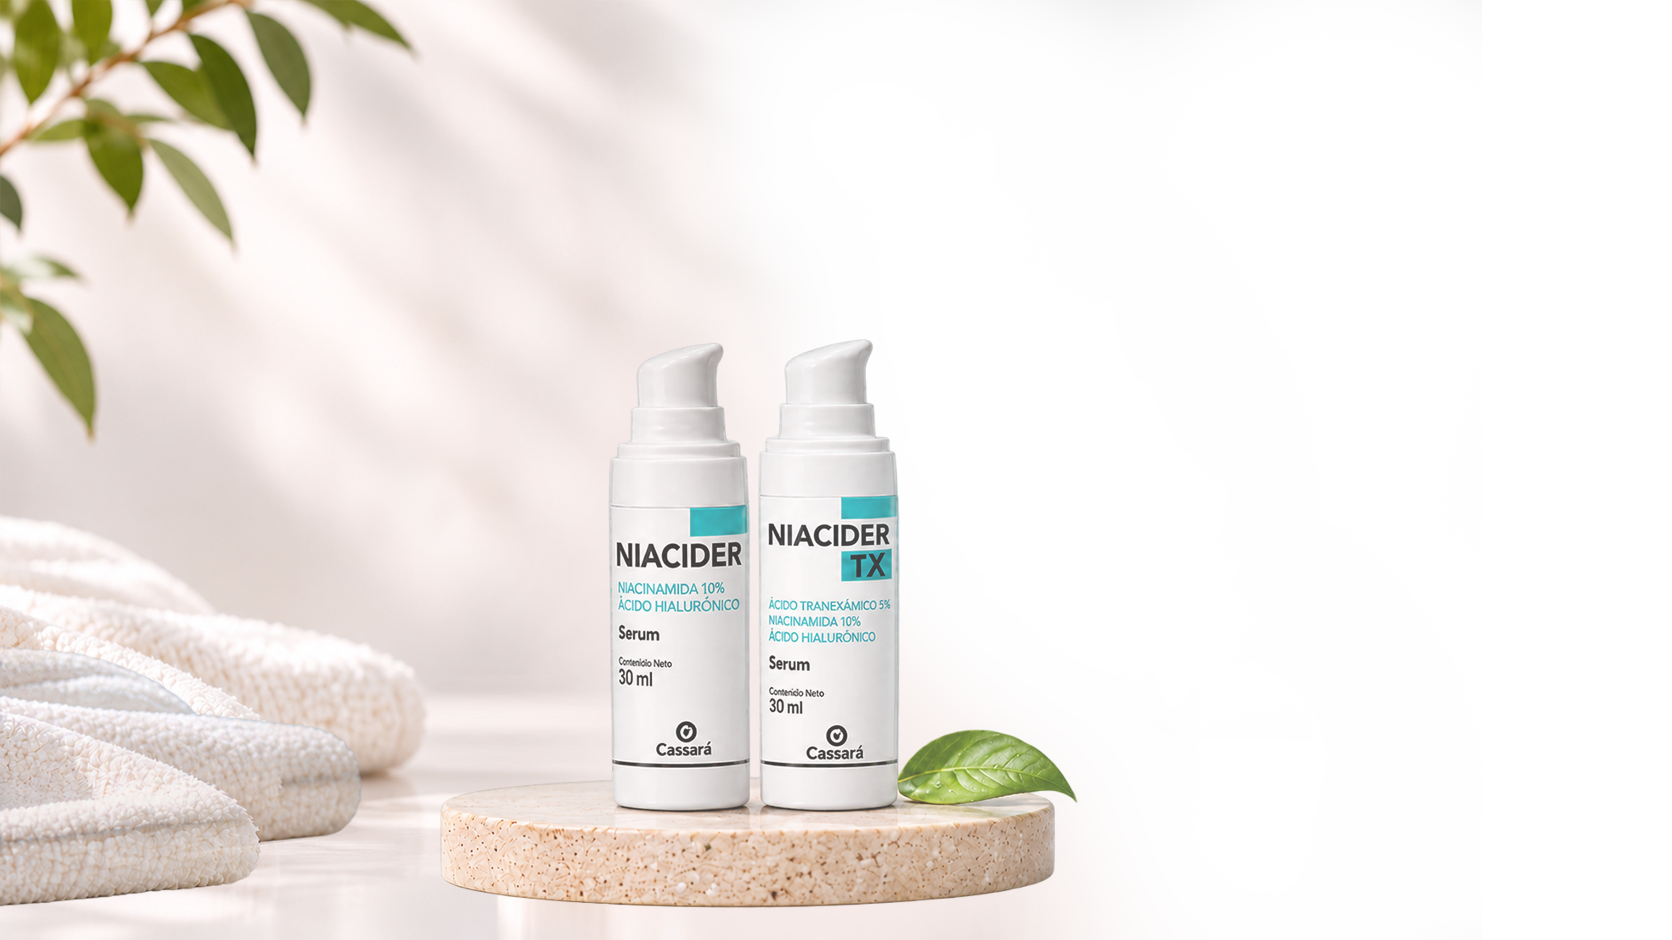 NIACIDER
NIACINAMIDA 10%
ÁCIDO HIALURÓNICO
Serum
Contenido Neto
30 ml
Cassará
NIACIDER
TX
ÁCIDO TRANEXÁMICO 5%
NIACINAMIDA 10%
ÁCIDO HIALURÓNICO
Serum
Contenido Neto
30 ml
Cassará